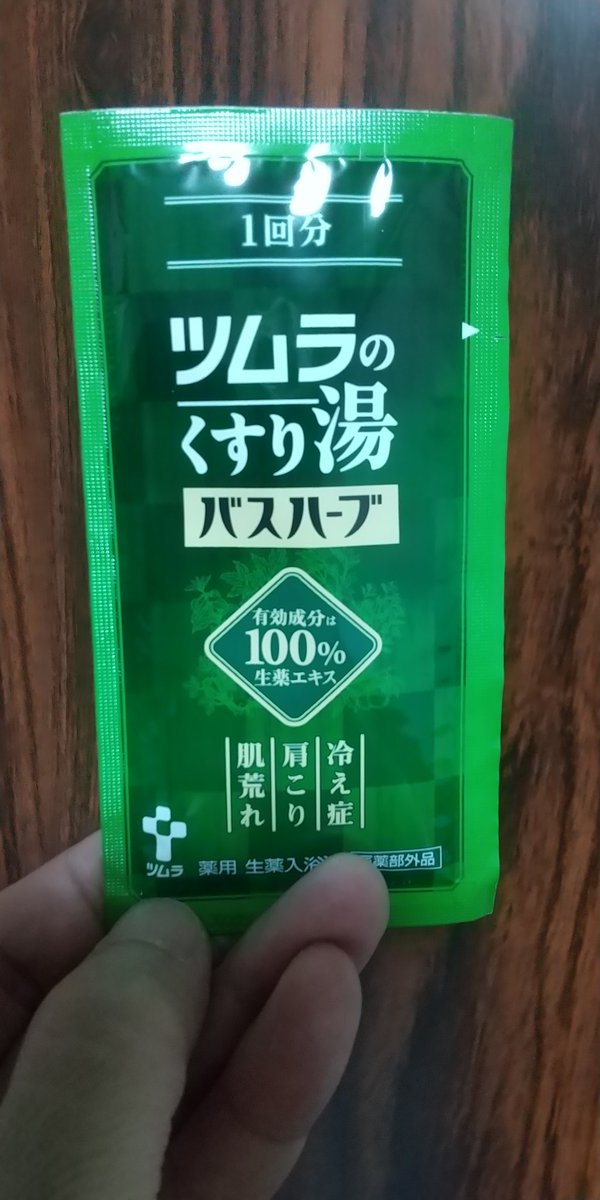 1回分
ツムラの
くすり湯
バスハーブ
有効成分は
100%
生薬エキス
冷え症
肩こり
肌荒れ
ツムラ
薬用 生薬入浴 薬部外品